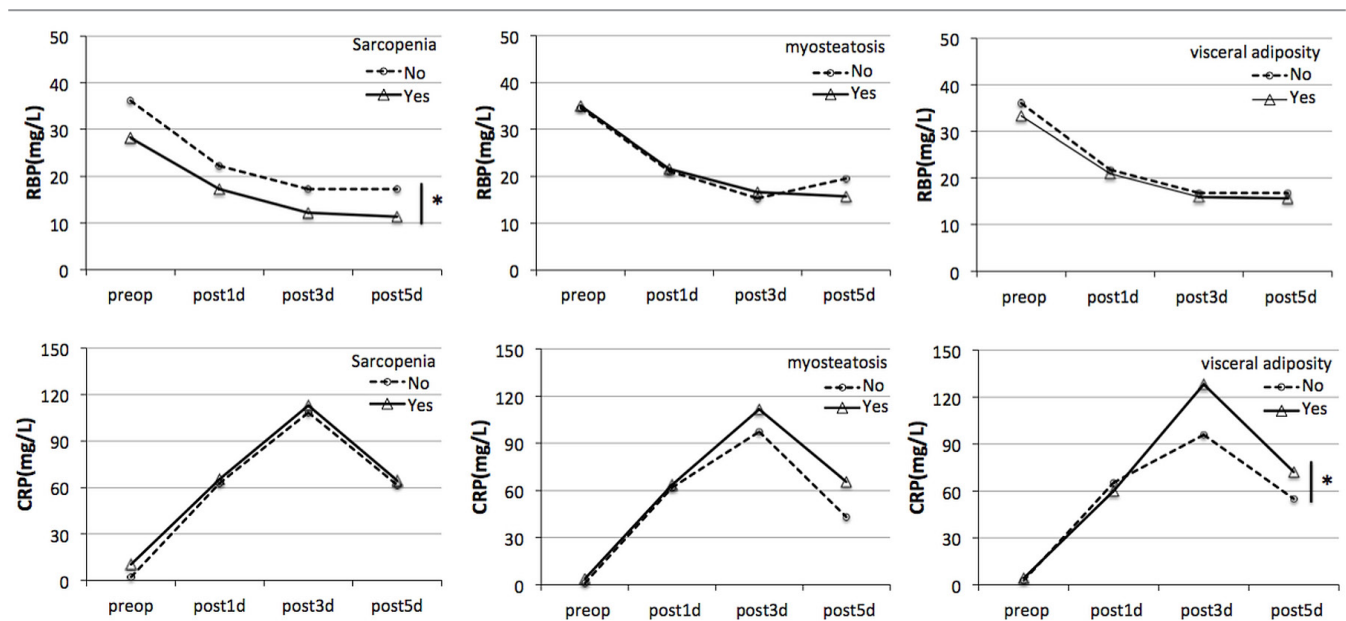 50
40
30
20
10
0
RBP(mg/L)
Sarcopenia
No
Yes
*
preop post1d post3d post5d
50
40
30
20
10
0
RBP(mg/L)
myosteatosis
No
Yes
preop post1d post3d post5d
50
40
30
20
10
0
RBP(mg/L)
visceral adiposity
No
Yes
preop post1d post3d post5d
150
120
90
60
30
0
CRP(mg/L)
Sarcopenia
No
Yes
preop post1d post3d post5d
150
120
90
60
30
0
CRP(mg/L)
myosteatosis
No
Yes
preop post1d post3d post5d
150
120
90
60
30
0
CRP(mg/L)
visceral adiposity
No
Yes
*
preop post1d post3d post5d